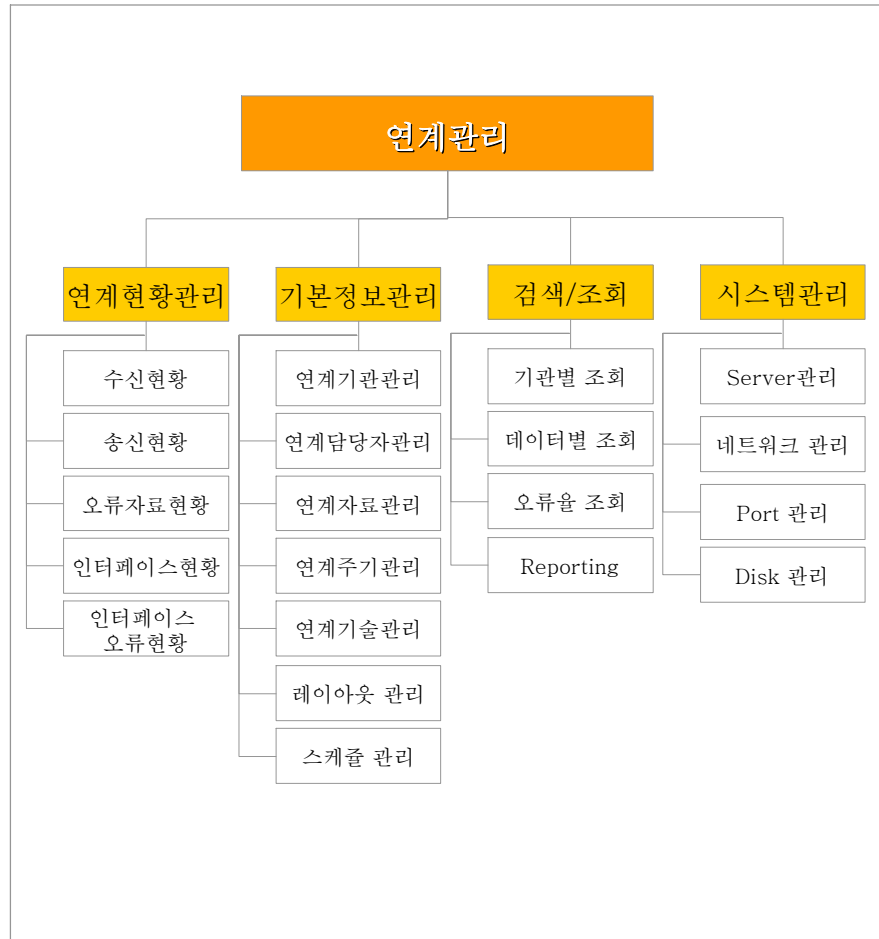 연계관리
연계현황관리
수신현황
송신현황
오류자료현황
인터페이스현황
인터페이스
오류현황
기본정보관리
연계기관관리
연계담당자관리
연계자료관리
연계주기관리
연계기술관리
레이아웃 관리
스케쥴 관리
검색/조회
기관별 조회
데이터별 조회
오류율 조회
Reporting
시스템관리
Server관리
네트워크 관리
Port 관리
Disk 관리